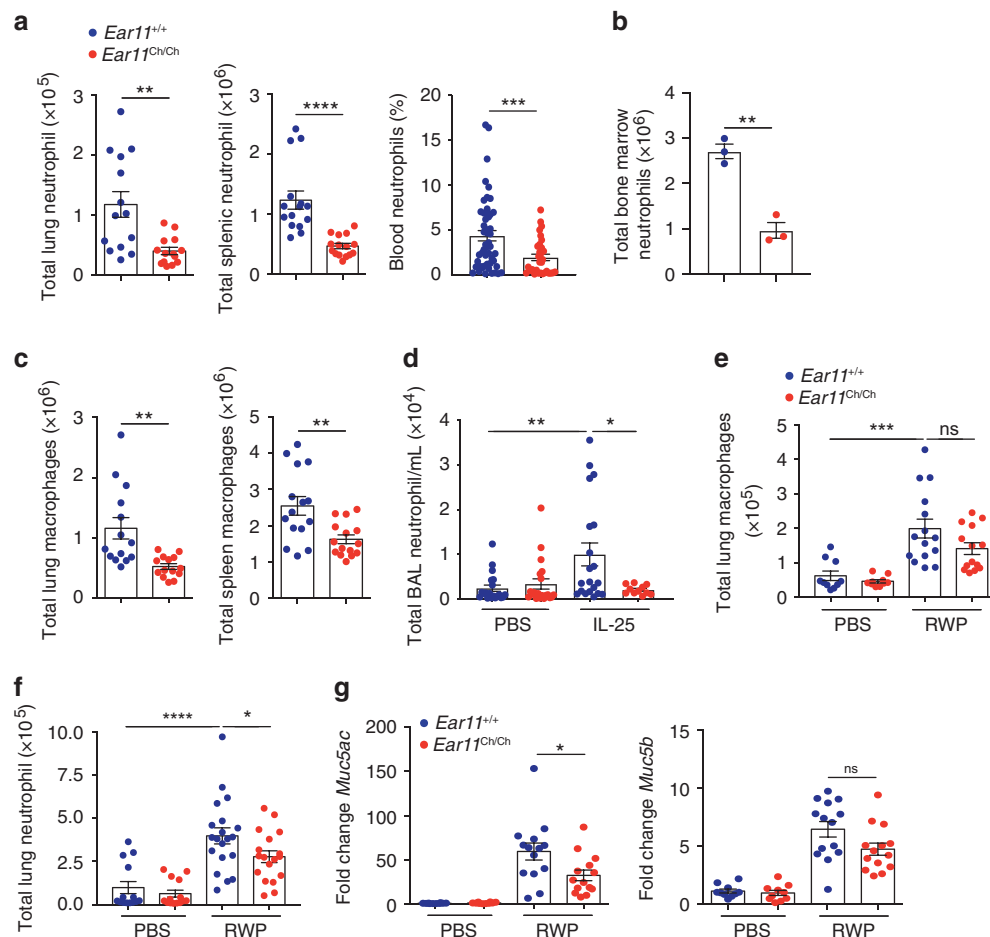 a
Ear11+/+
Ear11Ch/Ch
Total lung neutrophil (×10⁵)
3
2
1
0
**
Total splenic neutrophil (×10⁶)
3
2
1
0
****
Blood neutrophils (%)
20
15
10
5
0
***
b
Total bone marrow
neutrophils (×10⁶)
4
3
2
1
0
**
c
Total lung macrophages (×10⁶)
3
2
1
0
**
Total spleen macrophages (×10⁶)
5
4
3
2
1
0
**
d
Total BAL neutrophil/mL (×10⁴)
4
3
2
1
0
** *
PBS IL-25
e
Ear11+/+
Ear11Ch/Ch
Total lung macrophages
(×10⁵)
5
4
3
2
1
0
*** ns
PBS RWP
f
Total lung neutrophil (×10⁵)
10.0
7.5
5.0
2.5
0.0
**** *
PBS RWP
g
Ear11+/+
Ear11Ch/Ch
Fold change Muc5ac
200
150
100
50
0
*
PBS RWP
Fold change Muc5b
15
10
5
0
ns
PBS RWP